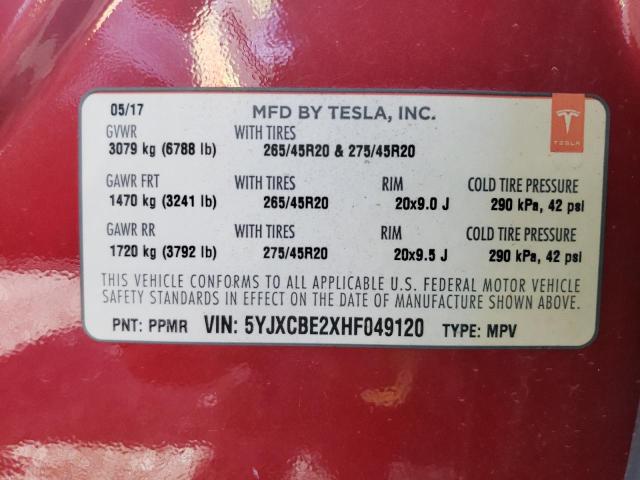 05/17 MFD BY TESLA, INC.
TESLA
GVWR WITH TIRES
3079 kg (6788 lb) 265/45R20 & 275/45R20
GAWR FRT WITH TIRES RIM COLD TIRE PRESSURE
1470 kg (3241 lb) 265/45R20 20x9.0 J 290 kPa, 42 psi
GAWR RR WITH TIRES RIM COLD TIRE PRESSURE
1720 kg (3792 lb) 275/45R20 20x9.5 J 290 kPa, 42 psi
THIS VEHICLE CONFORMS TO ALL APPLICABLE U.S. FEDERAL MOTOR VEHICLE
SAFETY STANDARDS IN EFFECT ON THE DATE OF MANUFACTURE SHOWN ABOVE.
PNT: PPMR VIN: 5YJXCBE2XHF049120 TYPE: MPV